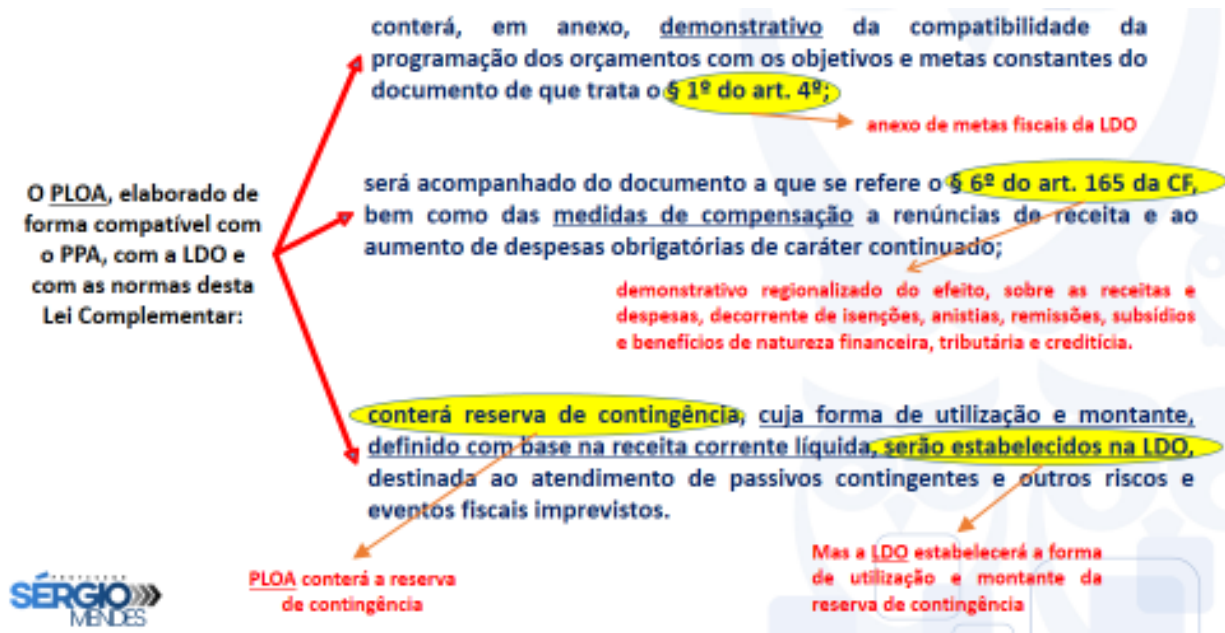 conterá, em anexo, demonstrativo da compatibilidade da
programação dos orçamentos com os objetivos e metas constantes do
documento de que trata o § 1º do art. 4º;
anexo de metas fiscais da LDO
O PLOA, elaborado de
forma compatível com
o PPA, com a LDO e
com as normas desta
Lei Complementar:
será acompanhado do documento a que se refere o § 6º do art. 165 da CF,
bem como das medidas de compensação a renúncias de receita e ao
aumento de despesas obrigatórias de caráter continuado;
demonstrativo regionalizado do efeito, sobre as receitas e
despesas, decorrente de isenções, anistias, remissões, subsídios
e benefícios de natureza financeira, tributária e creditícia.
conterá reserva de contingência, cuja forma de utilização e montante,
definido com base na receita corrente líquida, serão estabelecidos na LDO,
destinada ao atendimento de passivos contingentes e outros riscos e
eventos fiscais imprevistos.
PLOA conterá a reserva
de contingência
Mas a LDO estabelecerá a forma
de utilização e montante da
reserva de contingência
PROFESSOR
SÉRGIO
MENDES